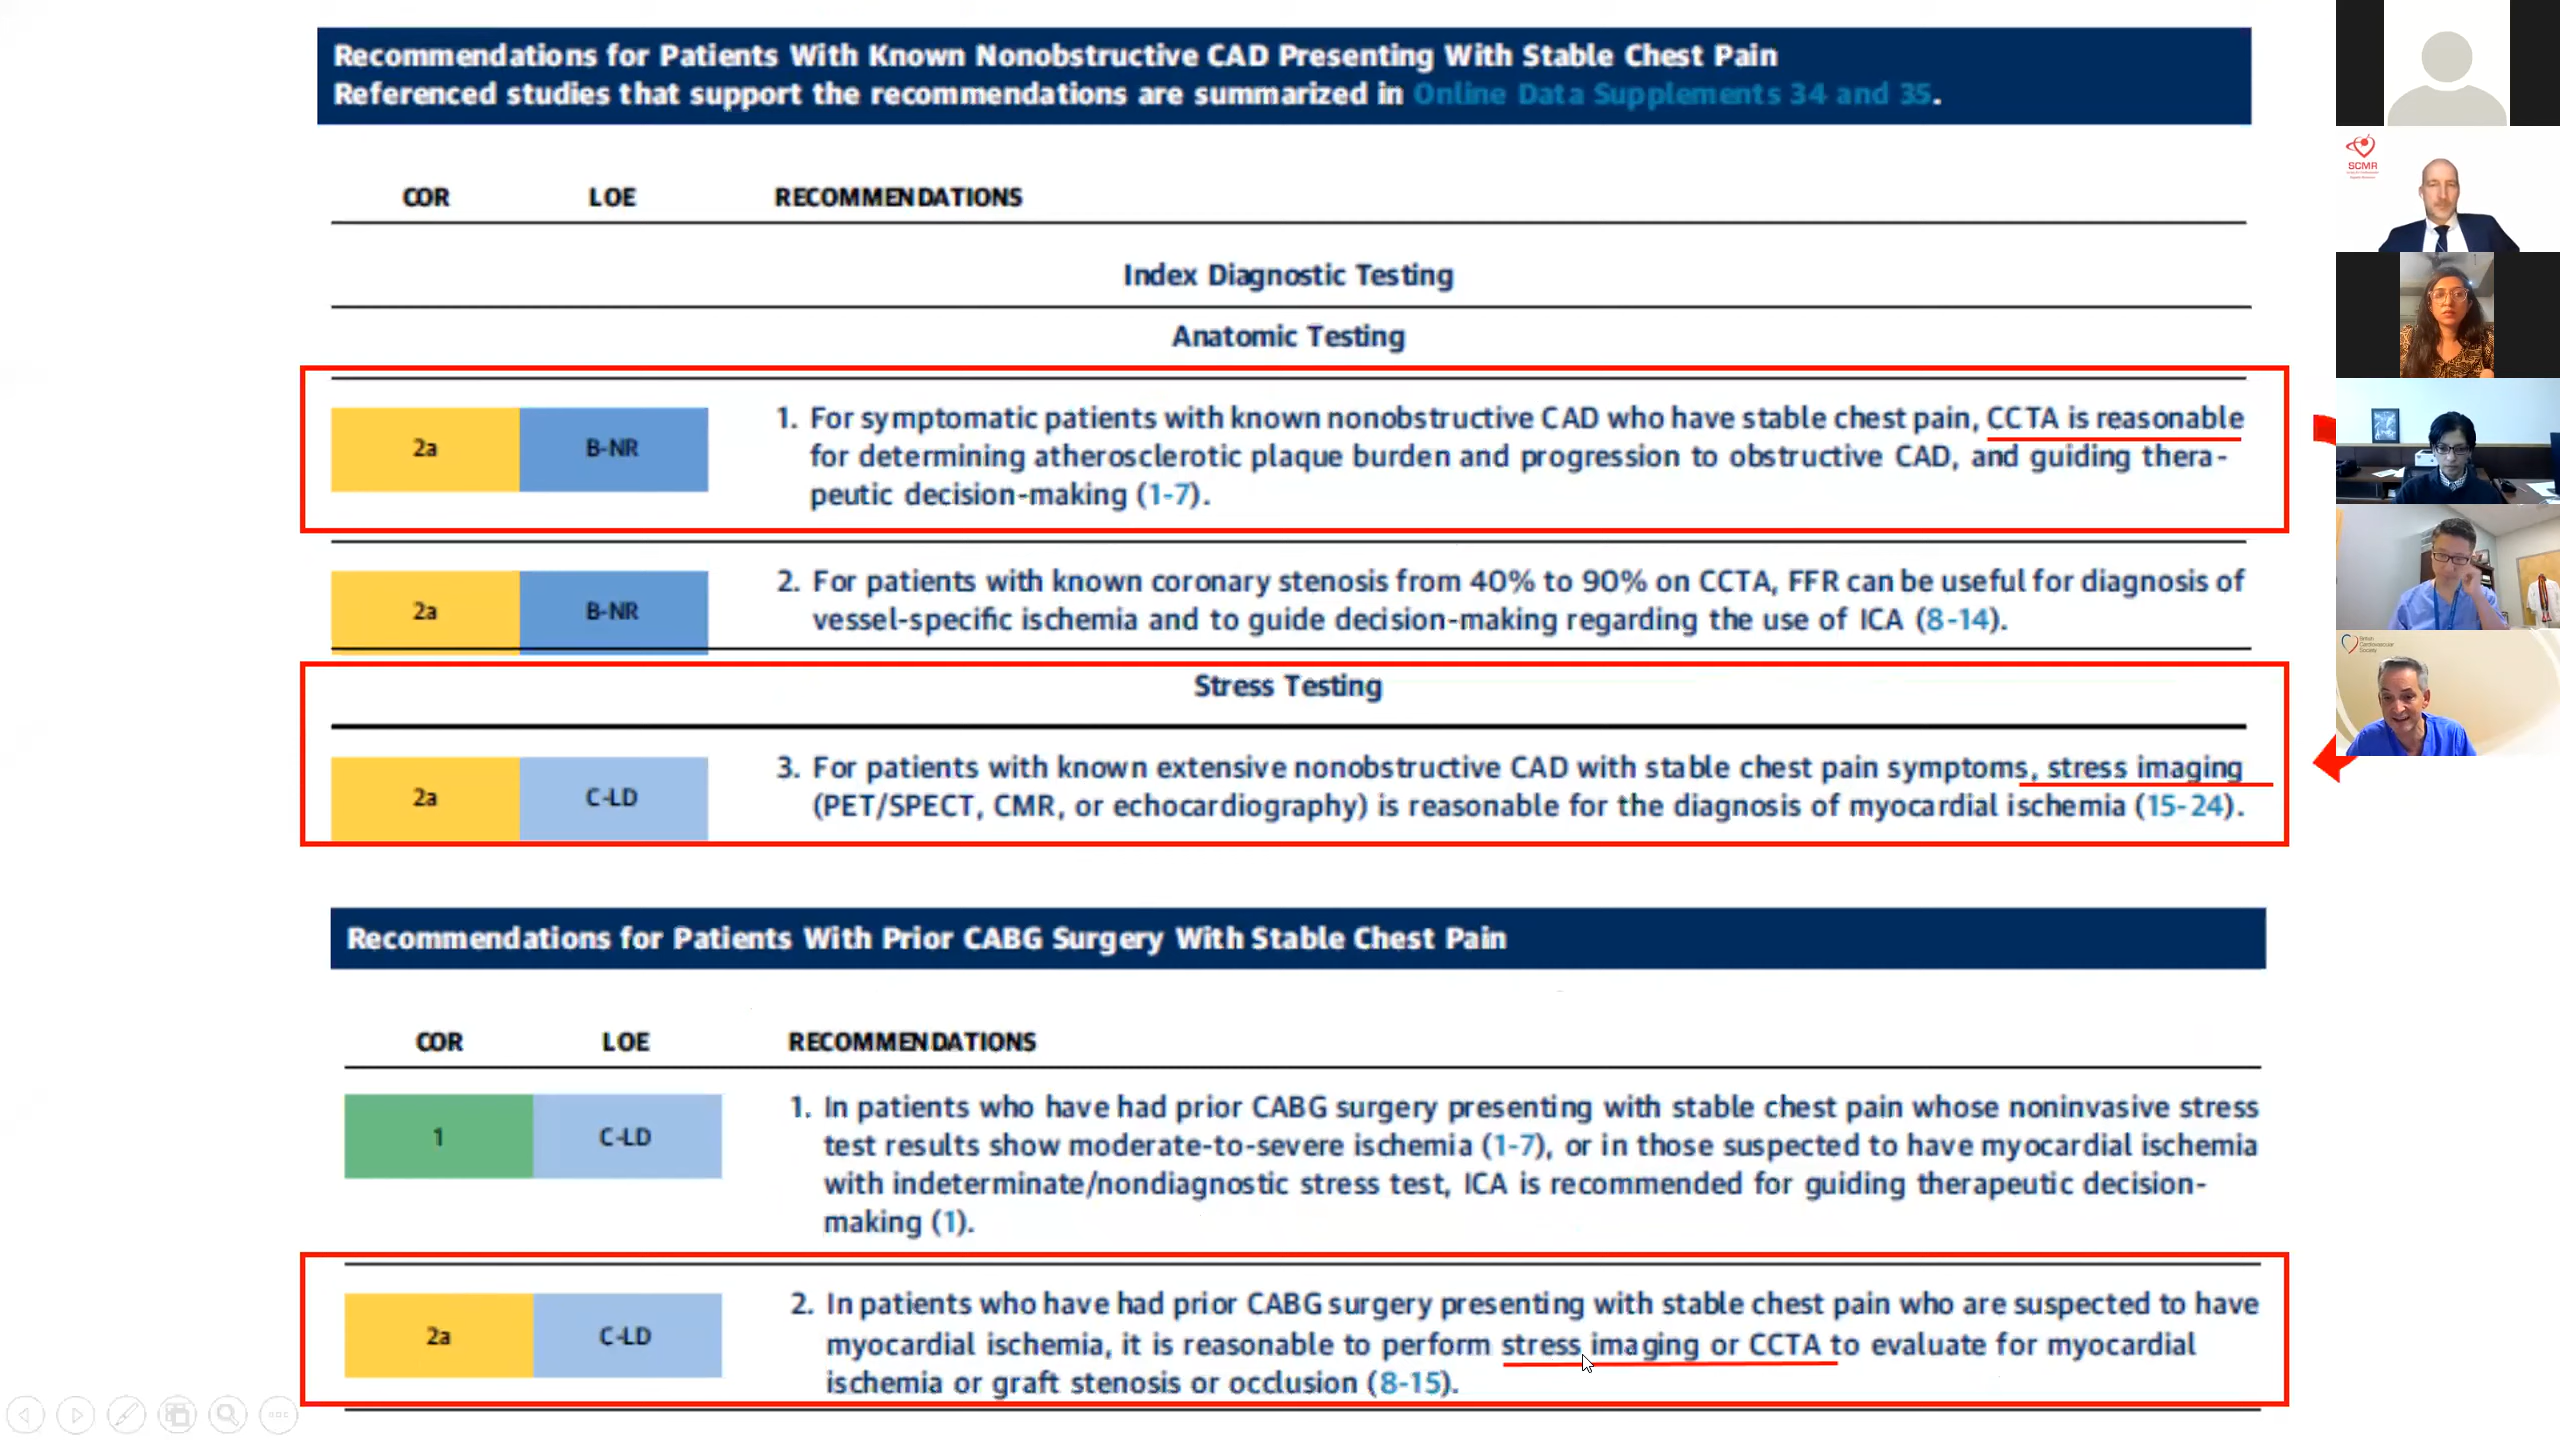 Recommendations for Patients With Known Nonobstructive CAD Presenting With Stable Chest Pain
Referenced studies that support the recommendations are summarized in Online Data Supplements 34 and 35.
COR LOE RECOMMENDATIONS
Index Diagnostic Testing
Anatomic Testing
2a B-NR
1. For symptomatic patients with known nonobstructive CAD who have stable chest pain, CCTA is reasonable
for determining atherosclerotic plaque burden and progression to obstructive CAD, and guiding thera-
peutic decision-making (1-7).
2a B-NR
2. For patients with known coronary stenosis from 40% to 90% on CCTA, FFR can be useful for diagnosis of
vessel-specific ischemia and to guide decision-making regarding the use of ICA (8-14).
Stress Testing
2a C-LD
3. For patients with known extensive nonobstructive CAD with stable chest pain symptoms, stress imaging
(PET/SPECT, CMR, or echocardiography) is reasonable for the diagnosis of myocardial ischemia (15-24).
Recommendations for Patients With Prior CABG Surgery With Stable Chest Pain
COR LOE RECOMMENDATIONS
1 C-LD
1. In patients who have had prior CABG surgery presenting with stable chest pain whose noninvasive stress
test results show moderate-to-severe ischemia (1-7), or in those suspected to have myocardial ischemia
with indeterminate/nondiagnostic stress test, ICA is recommended for guiding therapeutic decision-
making (1).
2a C-LD
2. In patients who have had prior CABG surgery presenting with stable chest pain who are suspected to have
myocardial ischemia, it is reasonable to perform stress imaging or CCTA to evaluate for myocardial
ischemia or graft stenosis or occlusion (8-15).
SCMR
British
Cardiovascular
Society